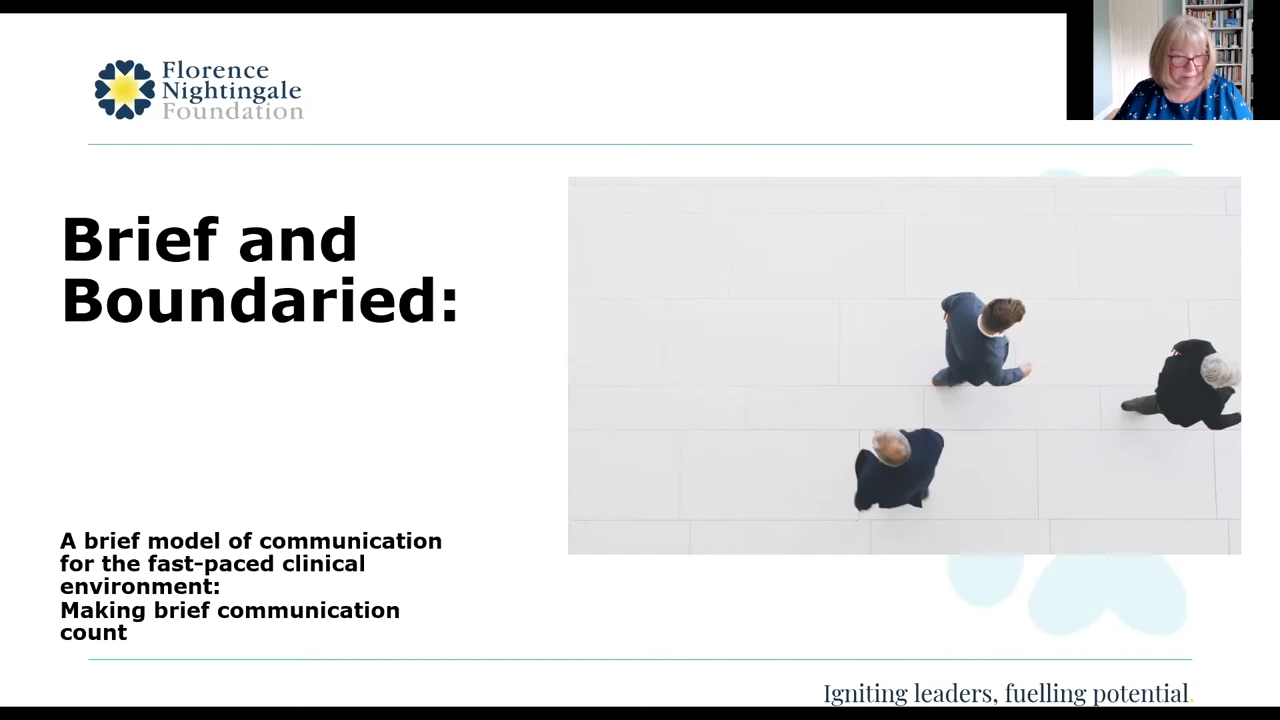 Florence
Nightingale
Foundation
Brief and
Boundaried:
A brief model of communication
for the fast-paced clinical
environment:
Making brief communication
count
Igniting leaders, fuelling potential.